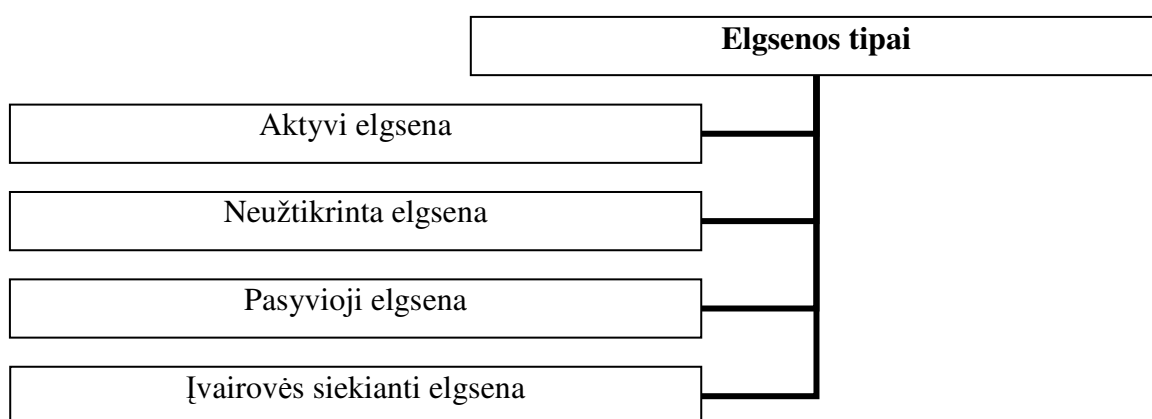 Elgsenos tipai
Aktyvi elgsena
Neužtikrinta elgsena
Pasyvioji elgsena
Įvairovės siekianti elgsena